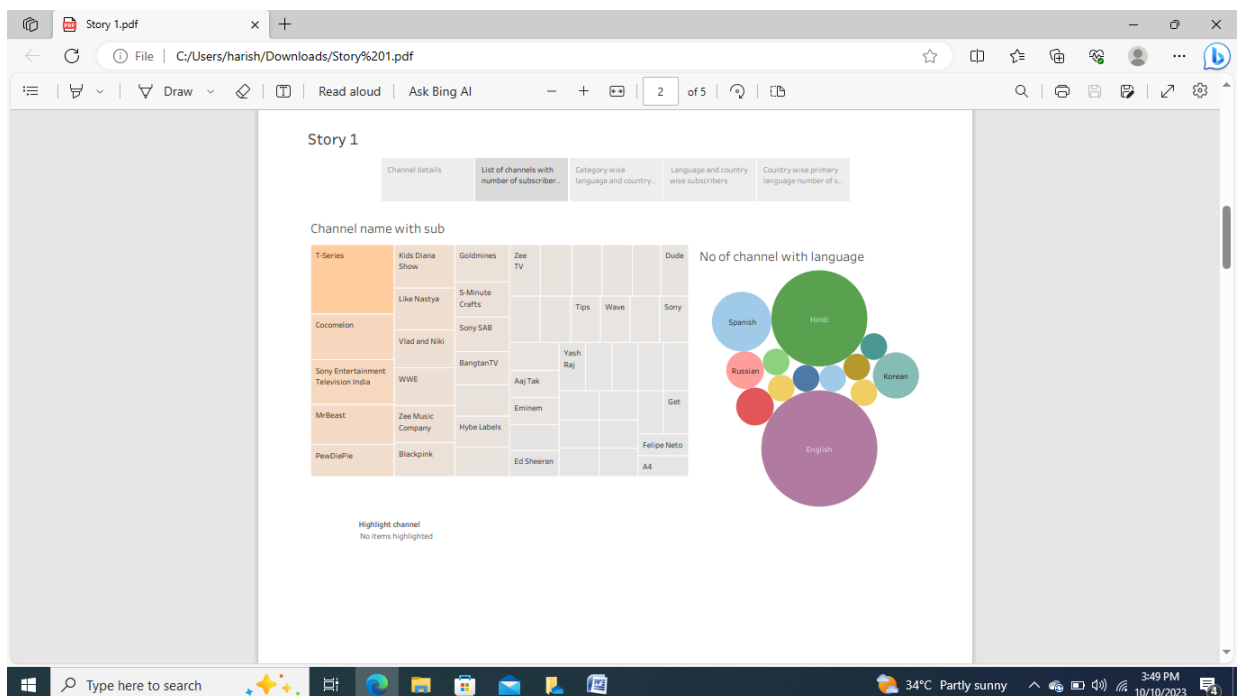 Story 1.pdf
File
C:/Users/harish/Downloads/Story%201.pdf
Draw
Read aloud
Ask Bing AI
2
of 5
Story 1
Channel details
List of channels with
number of subscriber..
Category wise
language and country..
Language and country
wise subscribers
Country wise primary
language number of s..
Channel name with sub
T-Series
Cocomelon
Sony Entertainment
Television India
MrBeast
PewDiePie
Kids Diana
Show
Like Nastya
Vlad and Niki
WWE
Zee Music
Company
Blackpink
Goldmines
5-Minute
Crafts
Sony SAB
BangtanTV
Hybe Labels
Zee
TV
Aaj Tak
Eminem
Ed Sheeran
Tips
Wave
Yash
Raj
Dude
Sony
Get
Felipe Neto
A4
No of channel with language
Spanish
Hindi
Russian
Korean
English
Highlight channel
No items highlighted
Type here to search
34°C Partly sunny
3:49 PM
10/10/2023
4